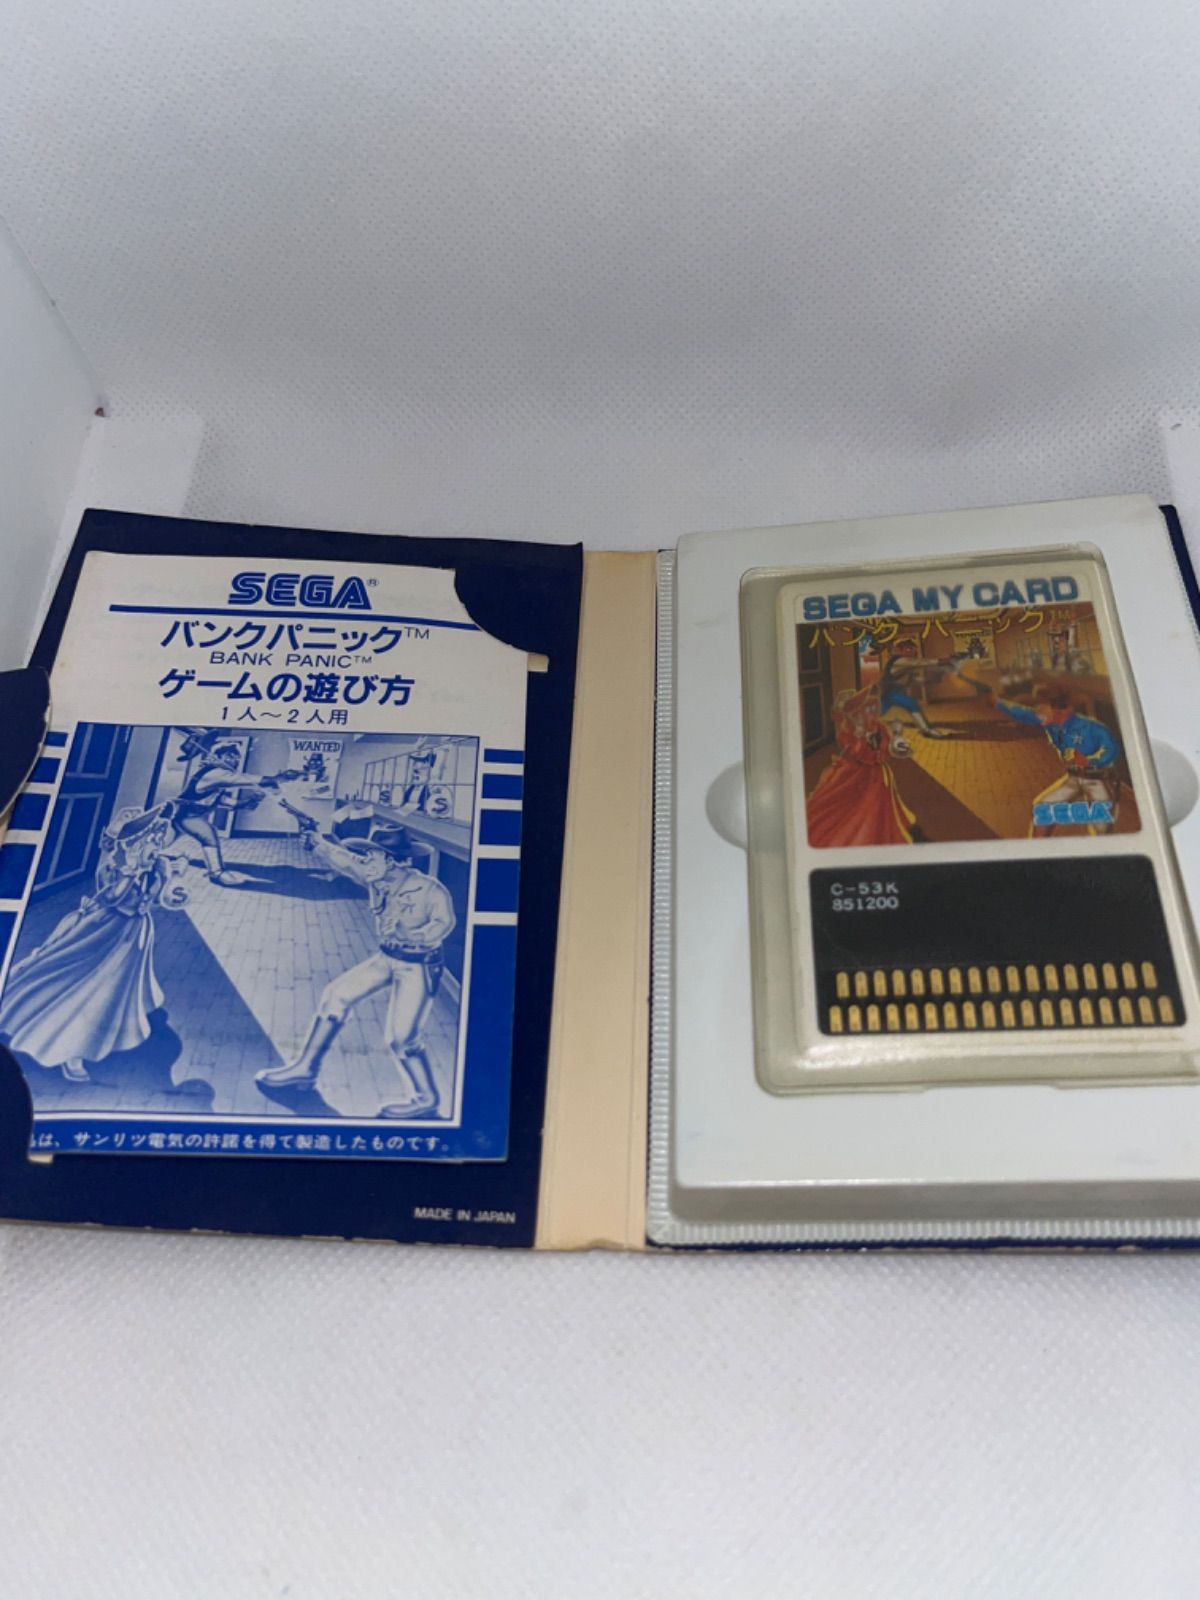 SEGA®
バンクパニック™
BANK PANIC™
ゲームの遊び方
1人〜2人用
WANTED
$
$
$
は、サンリツ電気の許諾を得て製造したものです。
MADE IN JAPAN
SEGA MY CARD
バンクパニック™
SEGA
C-53K
851200